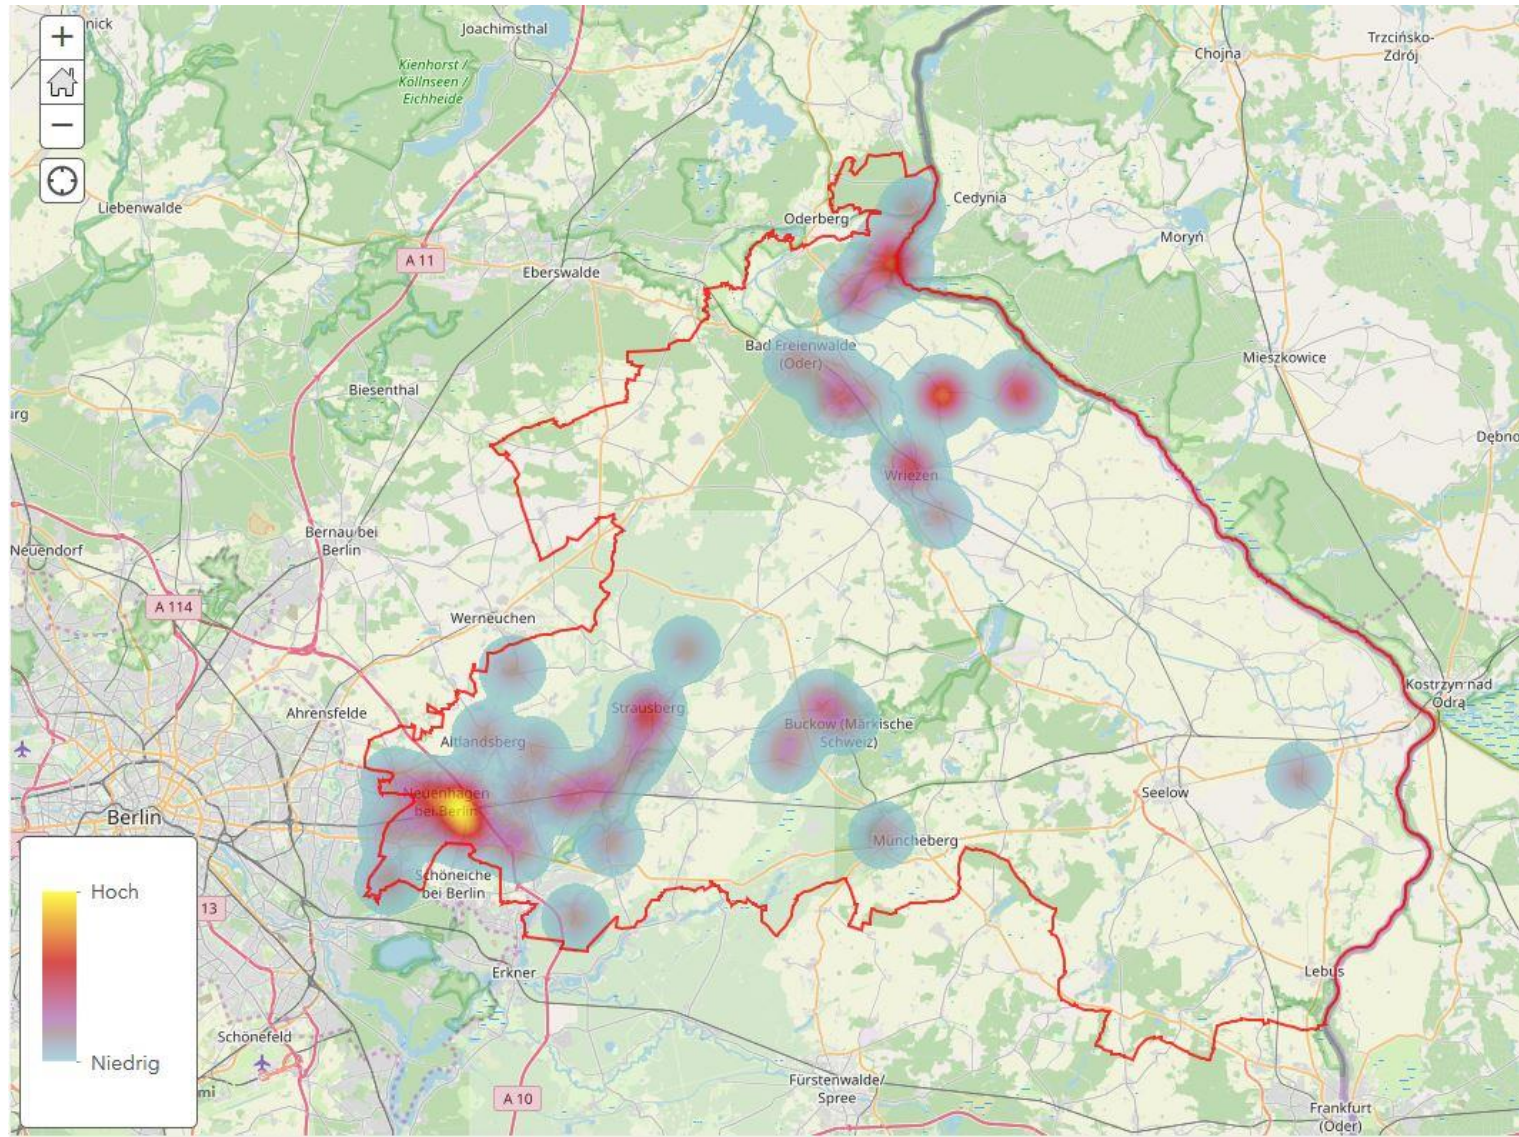 +
−
nick
Joachimsthal
Kienhorst /
Köllnseen /
Eichheide
Chojna
Trzcińsko-
Zdrój
Liebenwalde
Oderberg
Cedynia
Moryń
A 11
Eberswalde
Bad Freienwalde
(Oder)
Mieszkowice
Biesenthal
urg
Dębno
Wriezen
Bernau bei
Berlin
Neuendorf
A 114
Werneuchen
Kostrzyn nad
Odrą
Ahrensfelde
Strausberg
Altlandsberg
Buckow (Märkische
Schweiz)
Neuenhagen
bei Berlin
Seelow
Berlin
Müncheberg
Schöneiche
bei Berlin
Hoch
13
Erkner
Lebus
Schönefeld
Niedrig
mi
A 10
Fürstenwalde/
Spree
Frankfurt
(Oder)